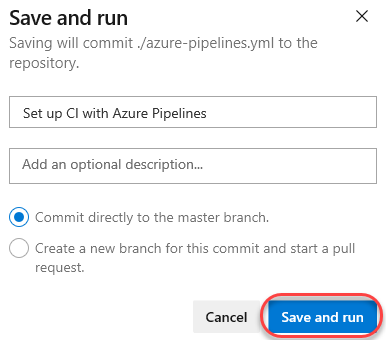 Save and run
Saving will commit ./azure-pipelines.yml to the
repository.
Set up CI with Azure Pipelines
Add an optional description...
Commit directly to the master branch.
Create a new branch for this commit and start a pull
request.
Cancel
Save and run